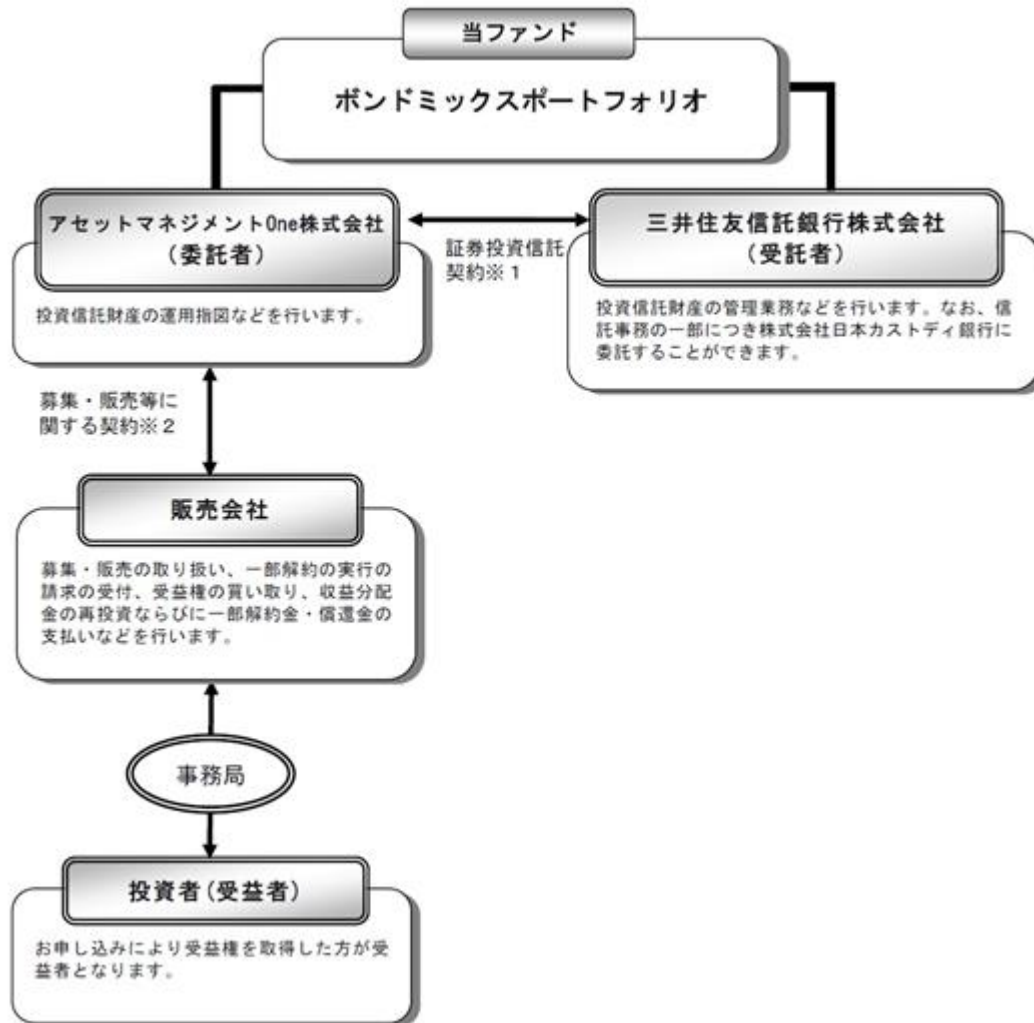 当ファンド
ボンドミックスポートフォリオ
アセットマネジメントOne株式会社
(委託者)
投資信託財産の運用指図などを行います。
証券投資信託
契約※1
三井住友信託銀行株式会社
(受託者)
投資信託財産の管理業務などを行います。なお、信
託事務の一部につき株式会社日本カストディ銀行に
委託することができます。
募集・販売等に
関する契約※2
販売会社
募集・販売の取り扱い、一部解約の実行の
請求の受付、受益権の買い取り、収益分配
金の再投資ならびに一部解約金・償還金の
支払いなどを行います。
事務局
投資者(受益者)
お申し込みにより受益権を取得した方が受
益者となります。